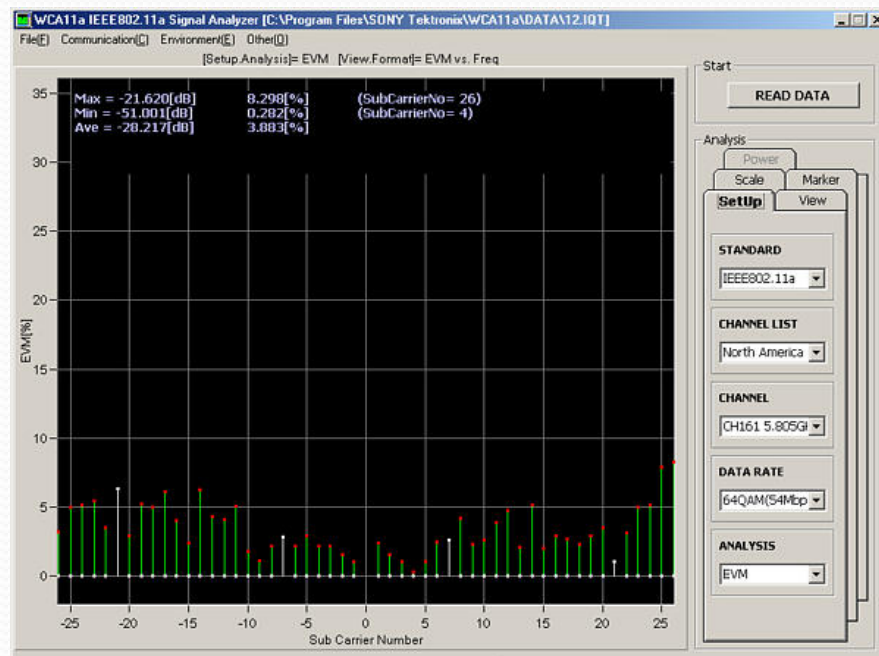 WCA11a IEEE802.11a Signal Analyzer [C:\Program Files\SONY Tektronix\WCA11a\DATA\12.IQT]
File(F) Communication(C) Environment(E) Other(O)
[Setup.Analysis]= EVM [View.Format]= EVM vs. Freq
Max = -21.620[dB] 8.298[%] (SubCarrierNo= 26)
Min = -51.001[dB] 0.282[%] (SubCarrierNo= 4)
Ave = -28.217[dB] 3.883[%]
35
30
25
20
15
10
5
0
EVM[%]
-25 -20 -15 -10 -5 0 5 10 15 20 25
Sub Carrier Number
Start
READ DATA
Analysis
Power
Scale Marker
SetUp View
STANDARD
IEEE802.11a
CHANNEL LIST
North America
CHANNEL
CH161 5.805G
DATA RATE
64QAM(54Mbp
ANALYSIS
EVM